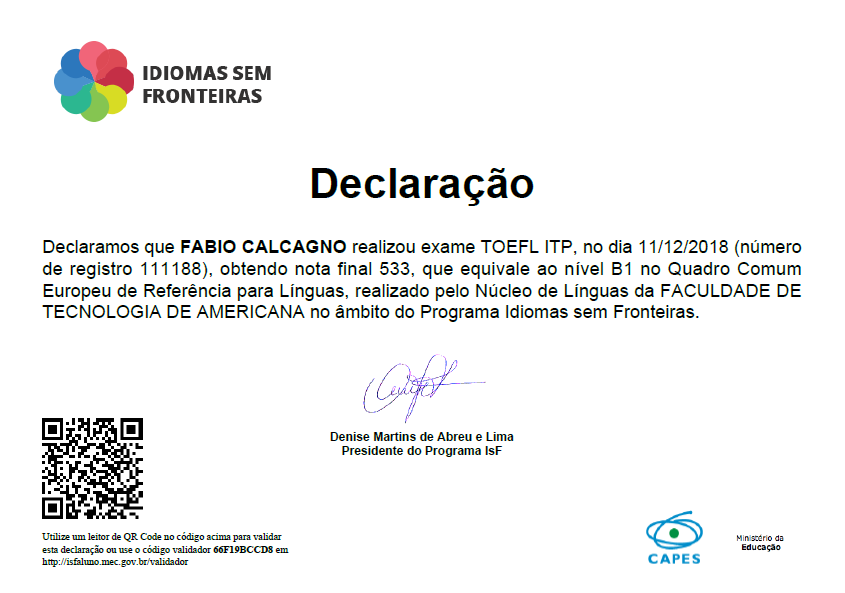 IDIOMAS SEM
FRONTEIRAS
Declaração
Declaramos que FABIO CALCAGNO realizou exame TOEFL ITP, no dia 11/12/2018 (número
de registro 111188), obtendo nota final 533, que equivale ao nível B1 no Quadro Comum
Europeu de Referência para Línguas, realizado pelo Núcleo de Línguas da FACULDADE DE
TECNOLOGIA DE AMERICANA no âmbito do Programa Idiomas sem Fronteiras.
Denise Martins de Abreu e Lima
Presidente do Programa IsF
Utilize um leitor de QR Code no código acima para validar
esta declaração ou use o código validador 66F19BCCD8 em
http://isfaluno.mec.gov.br/validador
CAPES
Ministério da
Educação